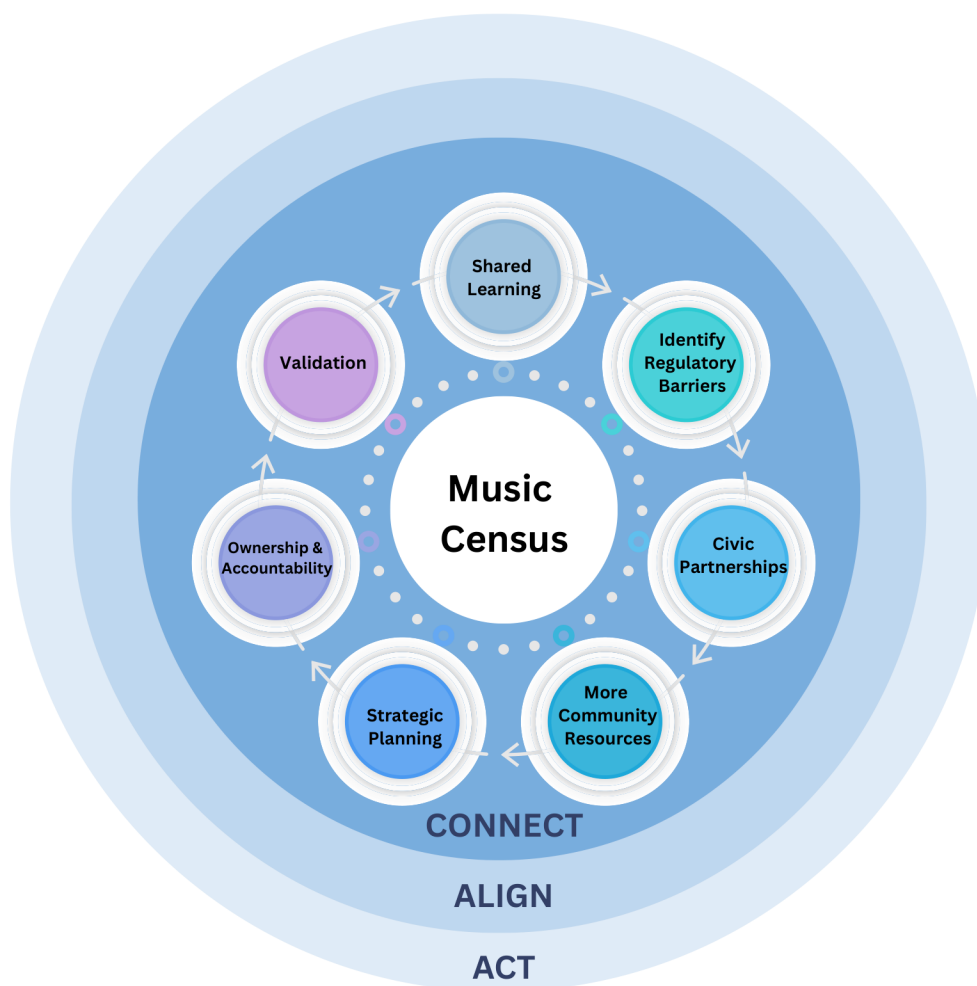 Shared
Learning
Identify
Regulatory
Barriers
Civic
Partnerships
More
Community
Resources
Strategic
Planning
Ownership &
Accountability
Validation
Music
Census
CONNECT
ALIGN
ACT